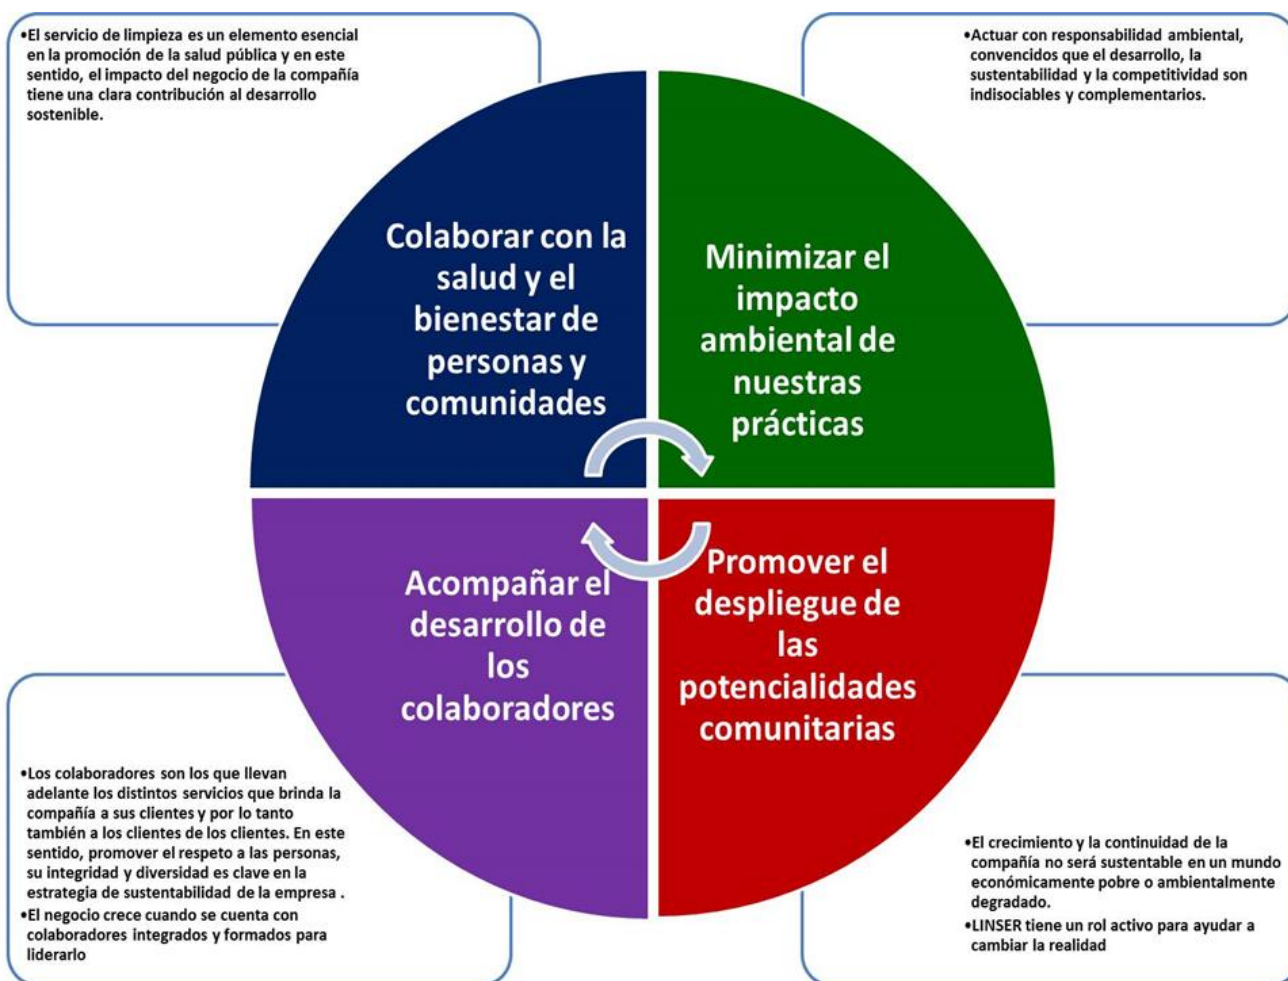 •El servicio de limpieza es un elemento esencial
en la promoción de la salud pública y en este
sentido, el impacto del negocio de la compañía
tiene una clara contribución al desarrollo
sostenible.
•Actuar con responsabilidad ambiental,
convencidos que el desarrollo, la
sustentabilidad y la competitividad son
indisociables y complementarios.
Colaborar con la
salud y el
bienestar de
personas y
comunidades
Minimizar el
impacto
ambiental de
nuestras
prácticas
Acompañar el
desarrollo de
los
colaboradores
Promover el
despliegue de
las
potencialidades
comunitarias
•Los colaboradores son los que llevan
adelante los distintos servicios que brinda la
compañía a sus clientes y por lo tanto
también a los clientes de los clientes. En este
sentido, promover el respeto a las personas,
su integridad y diversidad es clave en la
estrategia de sustentabilidad de la empresa .
•El negocio crece cuando se cuenta con
colaboradores integrados y formados para
liderarlo
•El crecimiento y la continuidad de la
compañía no será sustentable en un mundo
económicamente pobre o ambientalmente
degradado.
•LINSER tiene un rol activo para ayudar a
cambiar la realidad